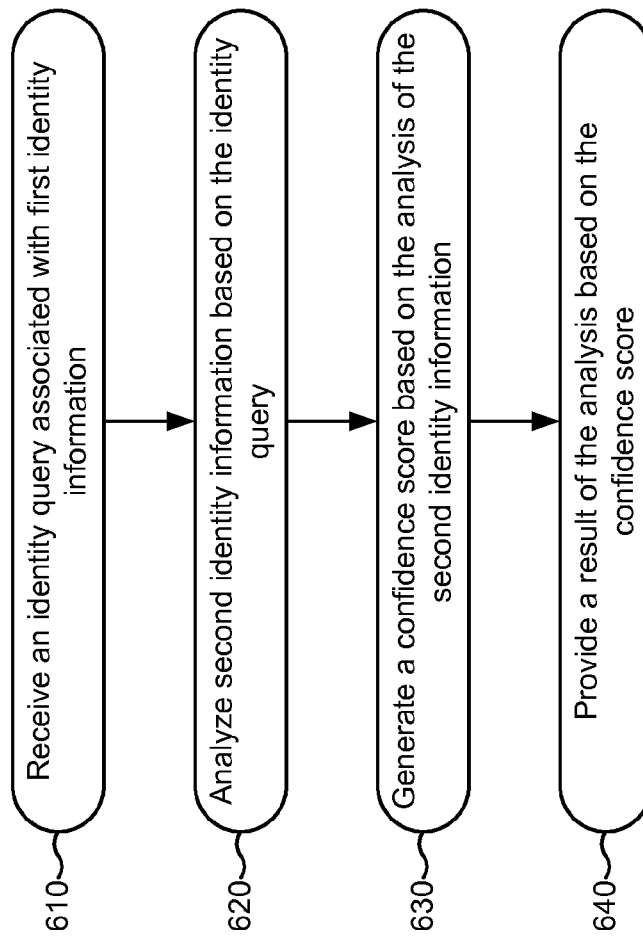 610
Receive an identity query associated with first identity
information
620
Analyze second identity information based on the identity
query
630
Generate a confidence score based on the analysis of the
second identity information
640
Provide a result of the analysis based on the
confidence score